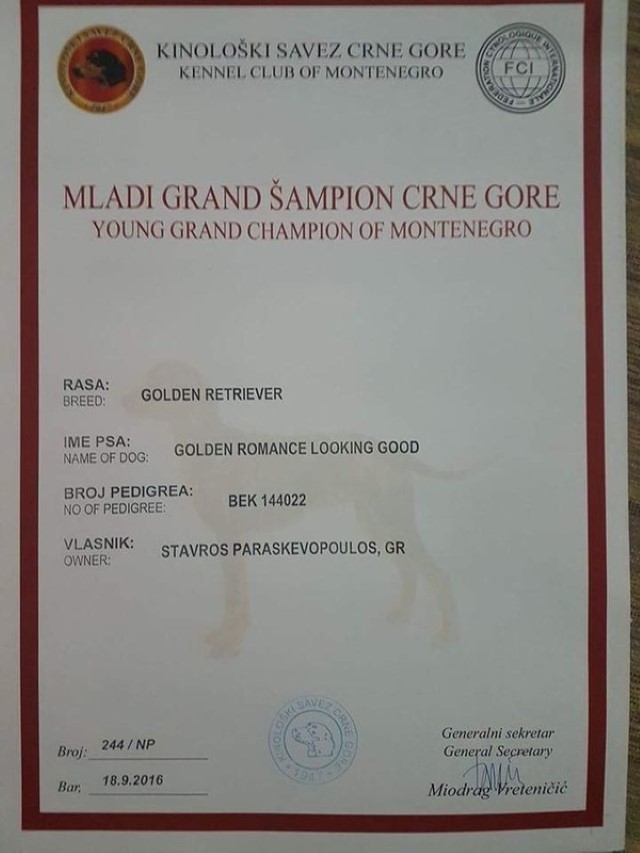 KINOLOŠKI SAVEZ CRNE GORE
KENNEL CLUB OF MONTENEGRO
FEDERATION CYNOLOGIQUE INTERNATIONALE
FCI
MLADI GRAND ŠAMPION CRNE GORE
YOUNG GRAND CHAMPION OF MONTENEGRO
RASA:
BREED:
GOLDEN RETRIEVER
IME PSA:
NAME OF DOG:
GOLDEN ROMANCE LOOKING GOOD
BROJ PEDIGREA:
NO OF PEDIGREE:
BEK 144022
VLASNIK:
OWNER:
STAVROS PARASKEVOPOULOS, GR
KINOLOŠKI SAVEZ CRNE GORE
Broj: 244 / NP
Bar, 18.9.2016
Generalni sekretar
General Secretary
Miodrag Vreteničić